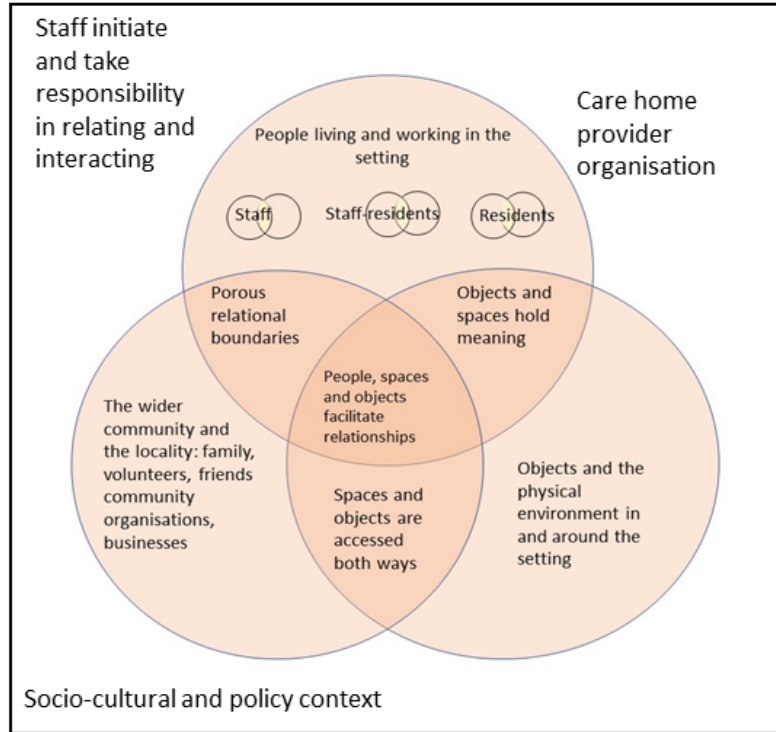 Staff initiate
and take
responsibility
in relating and
interacting
Care home
provider
organisation
People living and working in the
setting
Staff
Staff-residents
Residents
Porous
relational
boundaries
Objects and
spaces hold
meaning
People, spaces
and objects
facilitate
relationships
The wider
community and
the locality: family,
volunteers, friends
community
organisations,
businesses
Spaces and
objects are
accessed
both ways
Objects and the
physical
environment in
and around the
setting
Socio-cultural and policy context